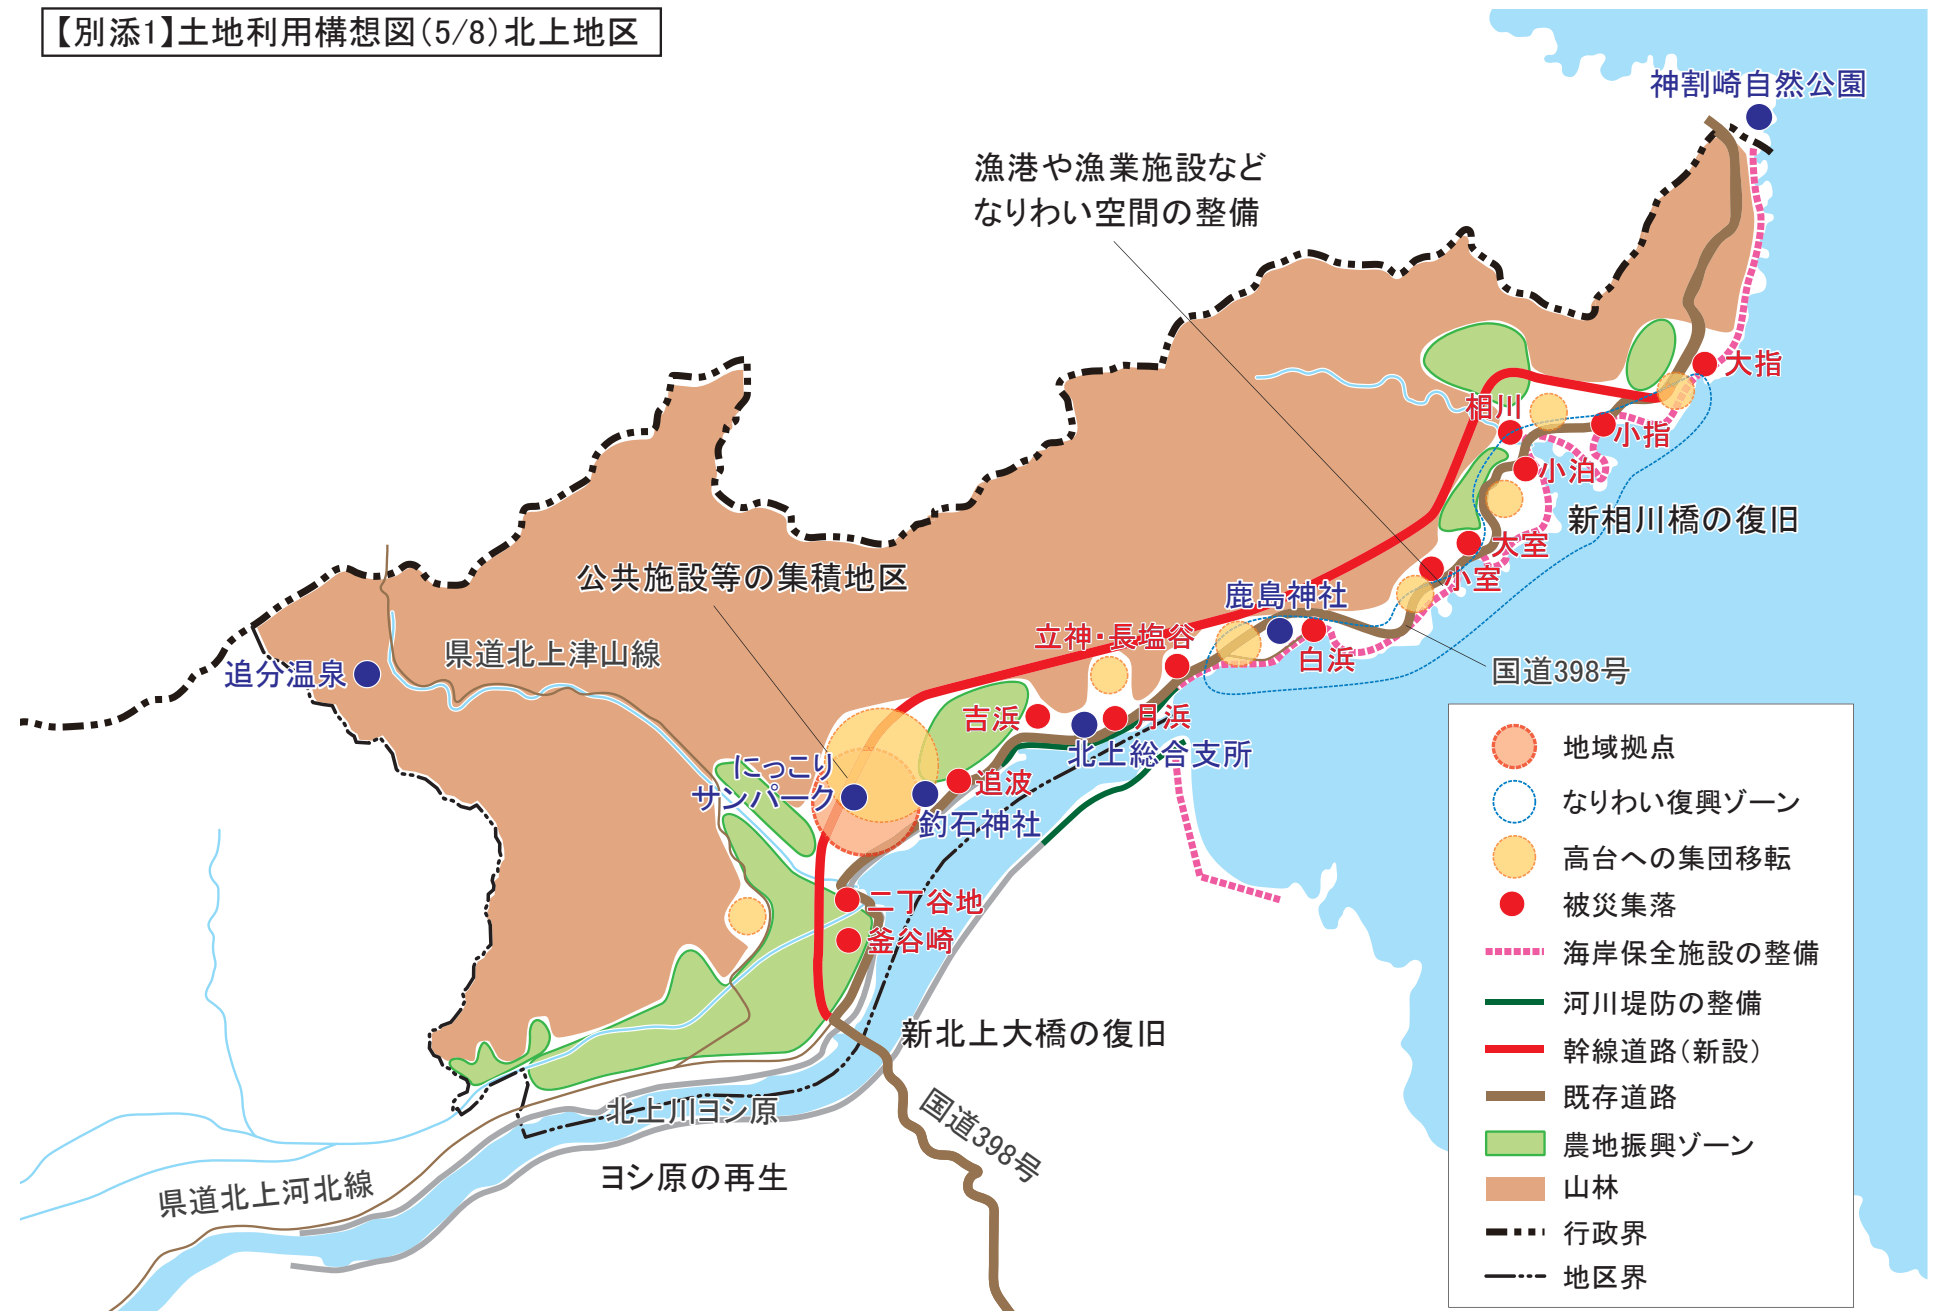 【別添1】土地利用構想図(5/8)北上地区
神割崎自然公園
漁港や漁業施設など
なりわい空間の整備
大指
相川
小指
小泊
新相川橋の復旧
大室
小室
公共施設等の集積地区
鹿島神社
立神・長塩谷
白浜
県道北上津山線
追分温泉
国道398号
吉浜
月浜
北上総合支所
にっこり
サンパーク
追波
釣石神社
二丁谷地
釜谷崎
新北上大橋の復旧
北上川ヨシ原
国道398号
ヨシ原の再生
県道北上河北線
地域拠点
なりわい復興ゾーン
高台への集団移転
被災集落
海岸保全施設の整備
河川堤防の整備
幹線道路(新設)
既存道路
農地振興ゾーン
山林
行政界
地区界